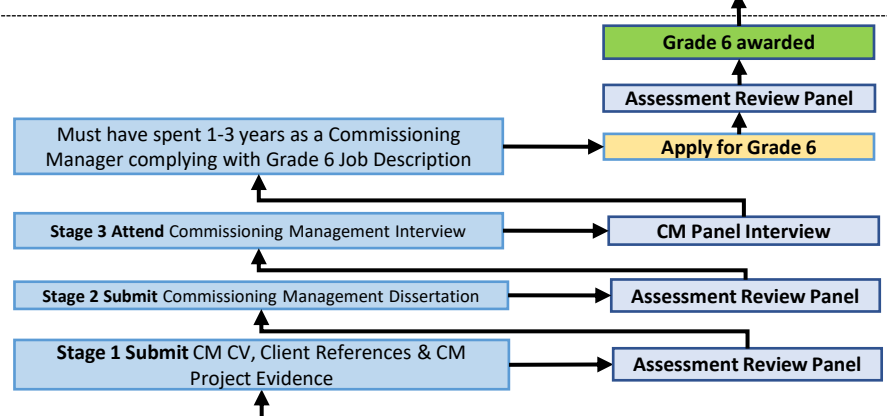 Grade 6 awarded
Assessment Review Panel
Must have spent 1-3 years as a Commissioning
Manager complying with Grade 6 Job Description
Apply for Grade 6
Stage 3 Attend Commissioning Management Interview
CM Panel Interview
Stage 2 Submit Commissioning Management Dissertation
Assessment Review Panel
Stage 1 Submit CM CV, Client References & CM
Project Evidence
Assessment Review Panel